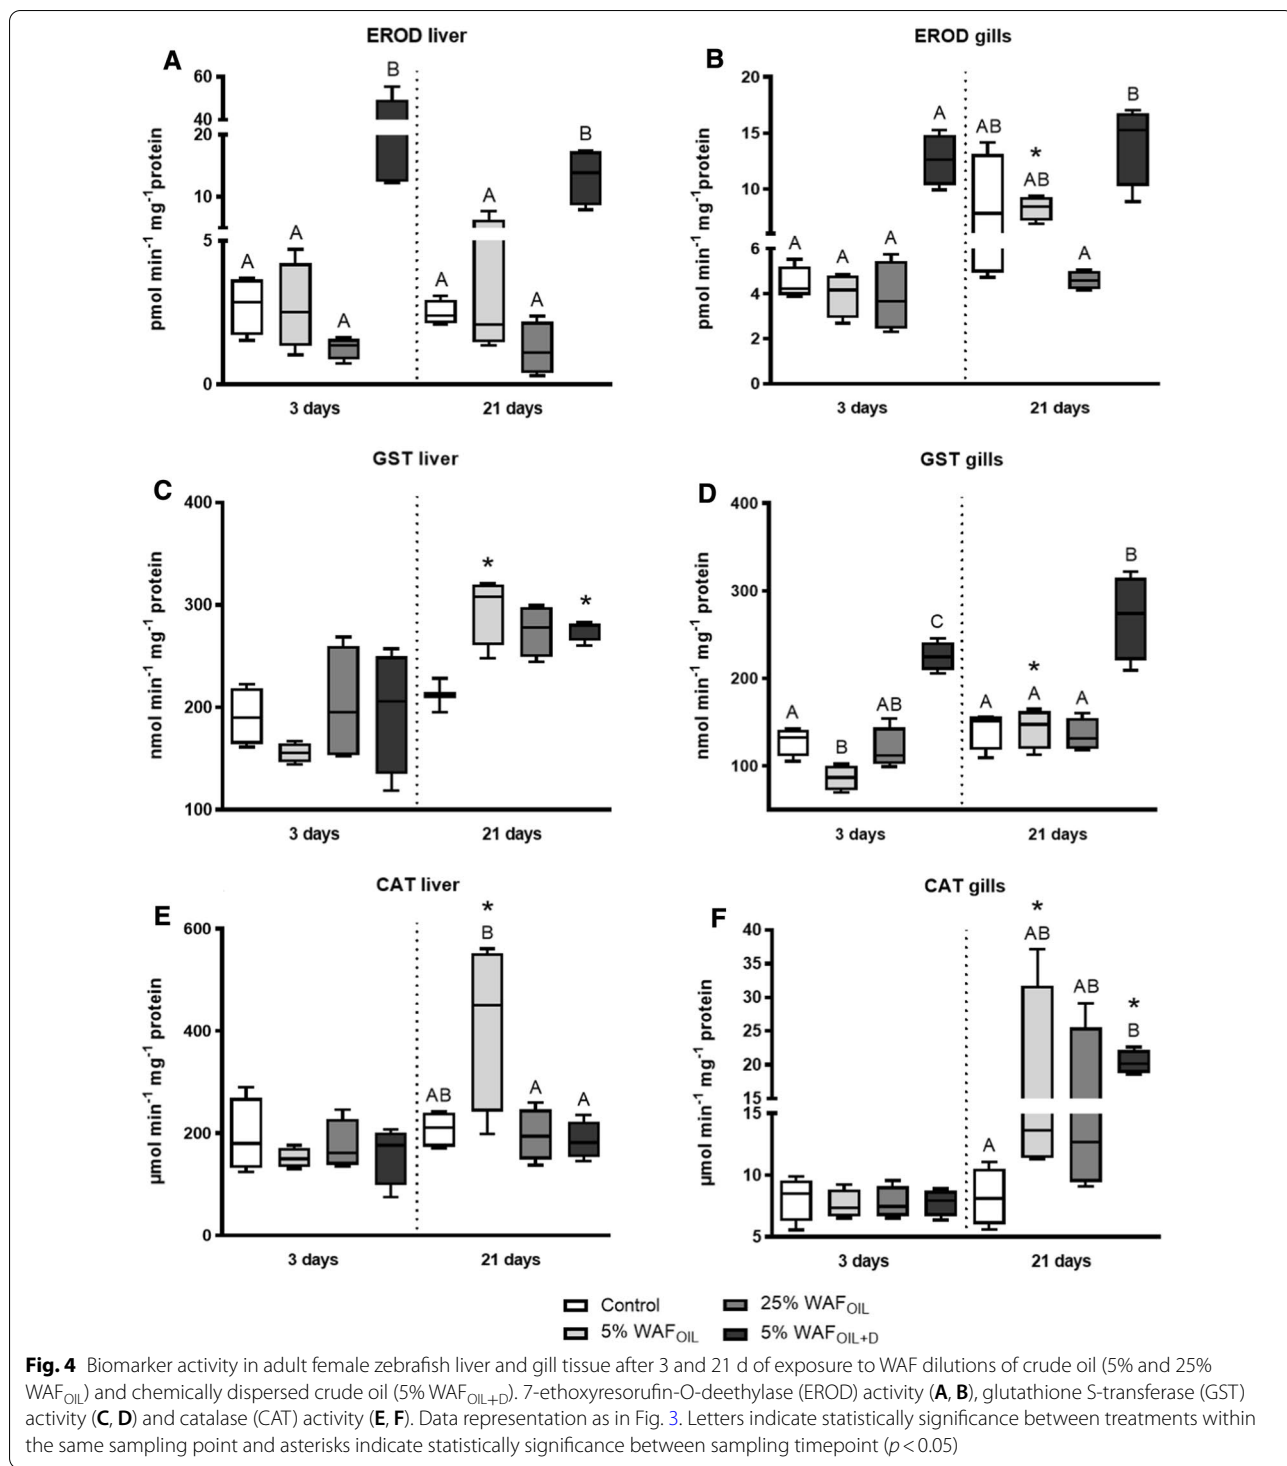 EROD liver
A
pmol min⁻¹ mg⁻¹protein
60
40
20
10
5
0
A
A
A
B
A
A
A
B
3 days
21 days
EROD gills
B
pmol min⁻¹ mg⁻¹protein
20
15
10
6
4
2
0
A
A
A
A
AB
*
AB
A
B
3 days
21 days
GST liver
C
nmol min⁻¹ mg⁻¹ protein
400
300
200
100
*
*
3 days
21 days
GST gills
D
nmol min⁻¹ mg⁻¹ protein
400
300
200
100
A
B
AB
C
A
*
A
A
B
3 days
21 days
CAT liver
E
µmol min⁻¹ mg⁻¹ protein
600
400
200
0
AB
*
B
A
A
3 days
21 days
CAT gills
F
µmol min⁻¹ mg⁻¹ protein
40
35
30
25
20
15
15
10
5
A
*
AB
AB
*
B
3 days
21 days
Control
25% WAF_OIL
5% WAF_OIL
5% WAF_OIL+D
Fig. 4 Biomarker activity in adult female zebrafish liver and gill tissue after 3 and 21 d of exposure to WAF dilutions of crude oil (5% and 25%
WAF_OIL) and chemically dispersed crude oil (5% WAF_OIL+D). 7-ethoxyresorufin-O-deethylase (EROD) activity (A, B), glutathione S-transferase (GST)
activity (C, D) and catalase (CAT) activity (E, F). Data representation as in Fig. 3. Letters indicate statistically significance between treatments within
the same sampling point and asterisks indicate statistically significance between sampling timepoint (p < 0.05)